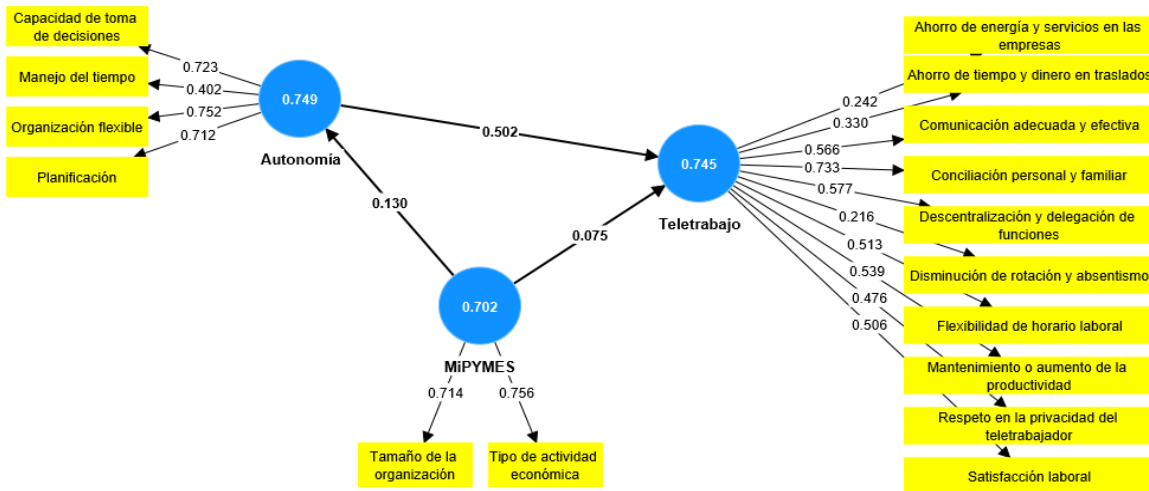 Capacidad de toma
de decisiones
Manejo del tiempo
Organización flexible
Planificación
0.723
0.402
0.752
0.712
0.749
Autonomía
0.502
0.130
0.075
0.745
Teletrabajo
0.702
MiPYMES
0.714
0.756
Tamaño de la
organización
Tipo de actividad
económica
0.242
0.330
0.566
0.733
0.577
0.216
0.513
0.539
0.476
0.506
Ahorro de energía y servicios en las
empresas
Ahorro de tiempo y dinero en traslados
Comunicación adecuada y efectiva
Conciliación personal y familiar
Descentralización y delegación de
funciones
Disminución de rotación y absentismo
Flexibilidad de horario laboral
Mantenimiento o aumento de la
productividad
Respeto en la privacidad del
teletrabajador
Satisfacción laboral